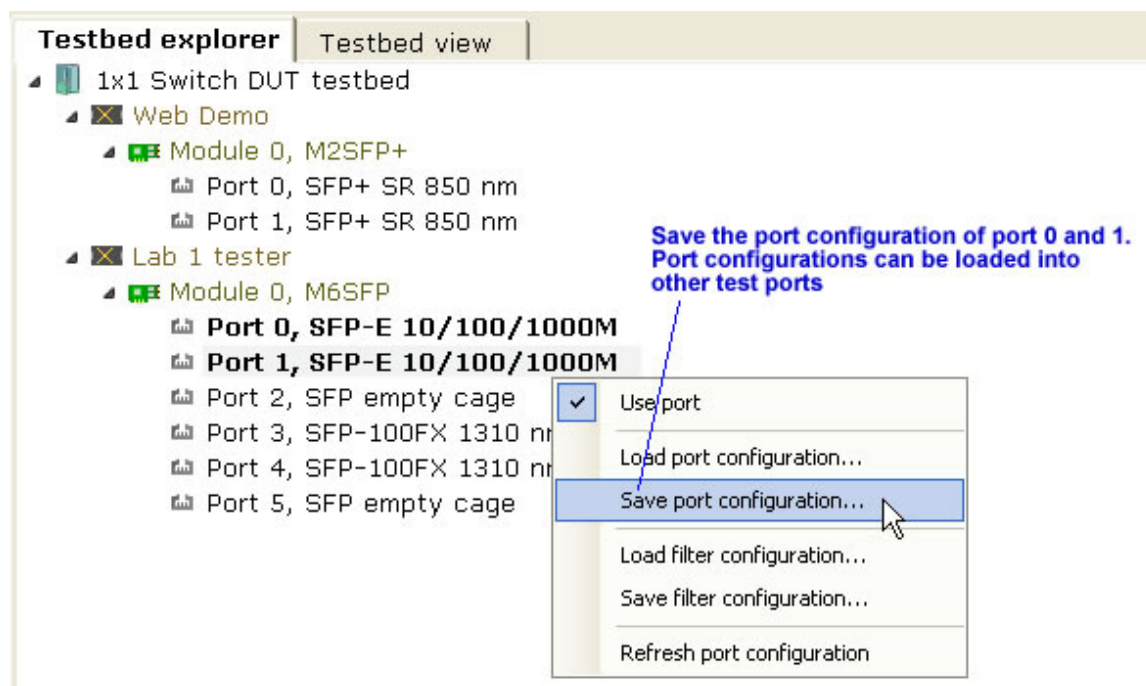 Testbed explorer
Testbed view
1x1 Switch DUT testbed
Web Demo
Module 0, M2SFP+
Port 0, SFP+ SR 850 nm
Port 1, SFP+ SR 850 nm
Lab 1 tester
Module 0, M6SFP
Port 0, SFP-E 10/100/1000M
Port 1, SFP-E 10/100/1000M
Port 2, SFP empty cage
Port 3, SFP-100FX 1310
Port 4, SFP-100FX 1310
Port 5, SFP empty cage
Save the port configuration of port 0 and 1.
Port configurations can be loaded into
other test ports
Use port
Load port configuration...
Save port configuration...
Load filter configuration...
Save filter configuration...
Refresh port configuration